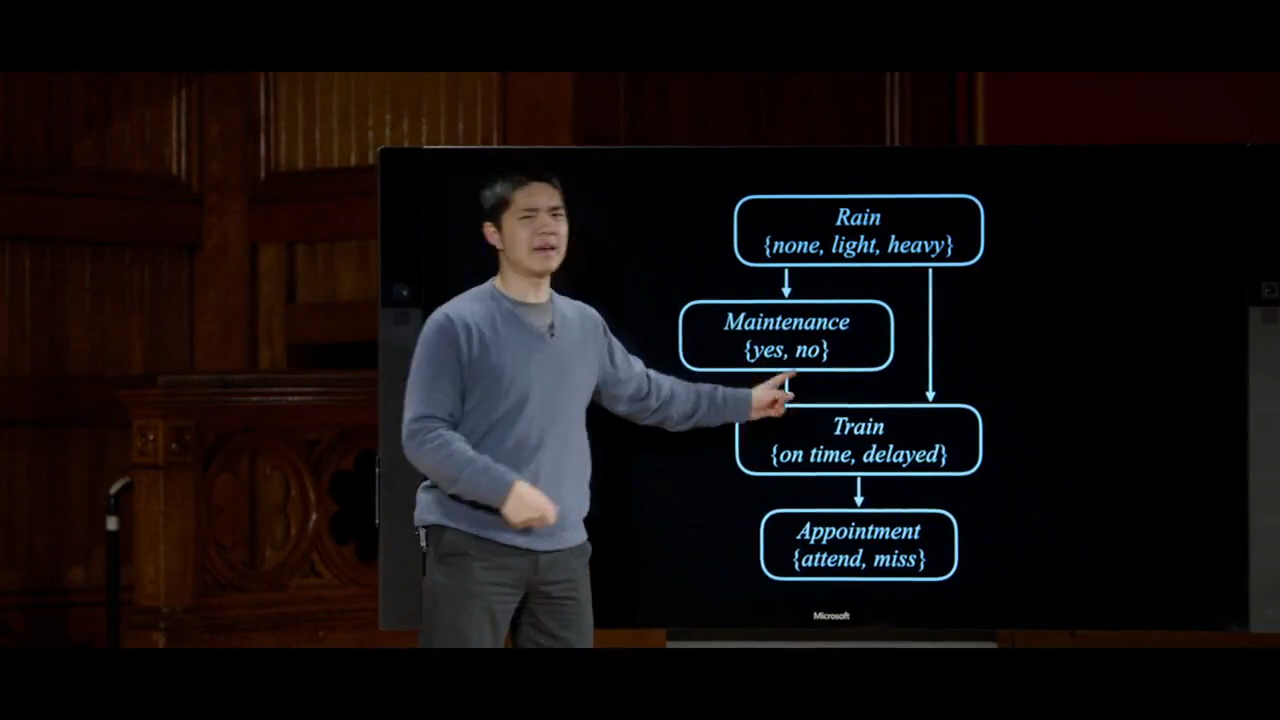 Rain
{none, light, heavy}
Maintenance
{yes, no}
Train
{on time, delayed}
Appointment
{attend, miss}
Microsoft